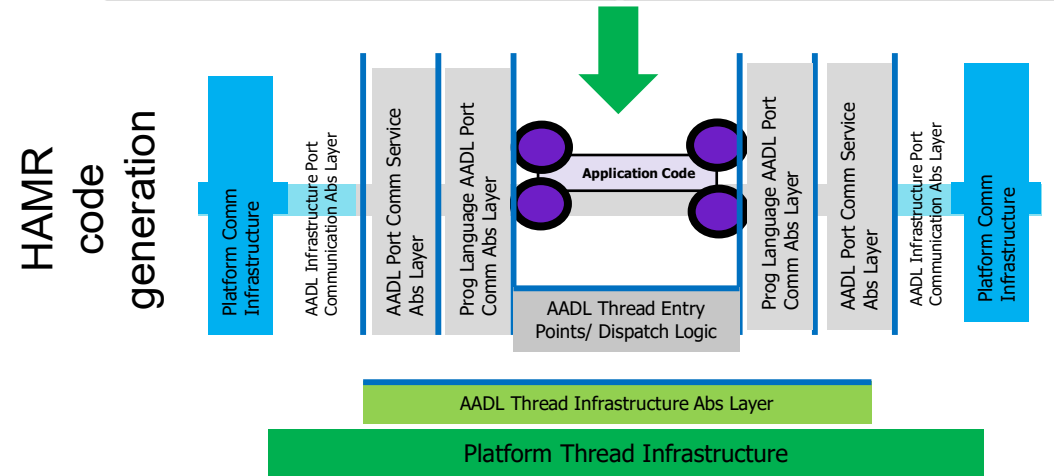 HAMR
code
generation
Platform Comm
Infrastructure
AADL Infrastructure Port
Communication Abs Layer
AADL Port Comm Service
Abs Layer
Prog Language AADL Port
Comm Abs Layer
Application Code
AADL Thread Entry
Points/ Dispatch Logic
Prog Language AADL Port
Comm Abs Layer
AADL Port Comm Service
Abs Layer
AADL Infrastructure Port
Communication Abs Layer
Platform Comm
Infrastructure
AADL Thread Infrastructure Abs Layer
Platform Thread Infrastructure